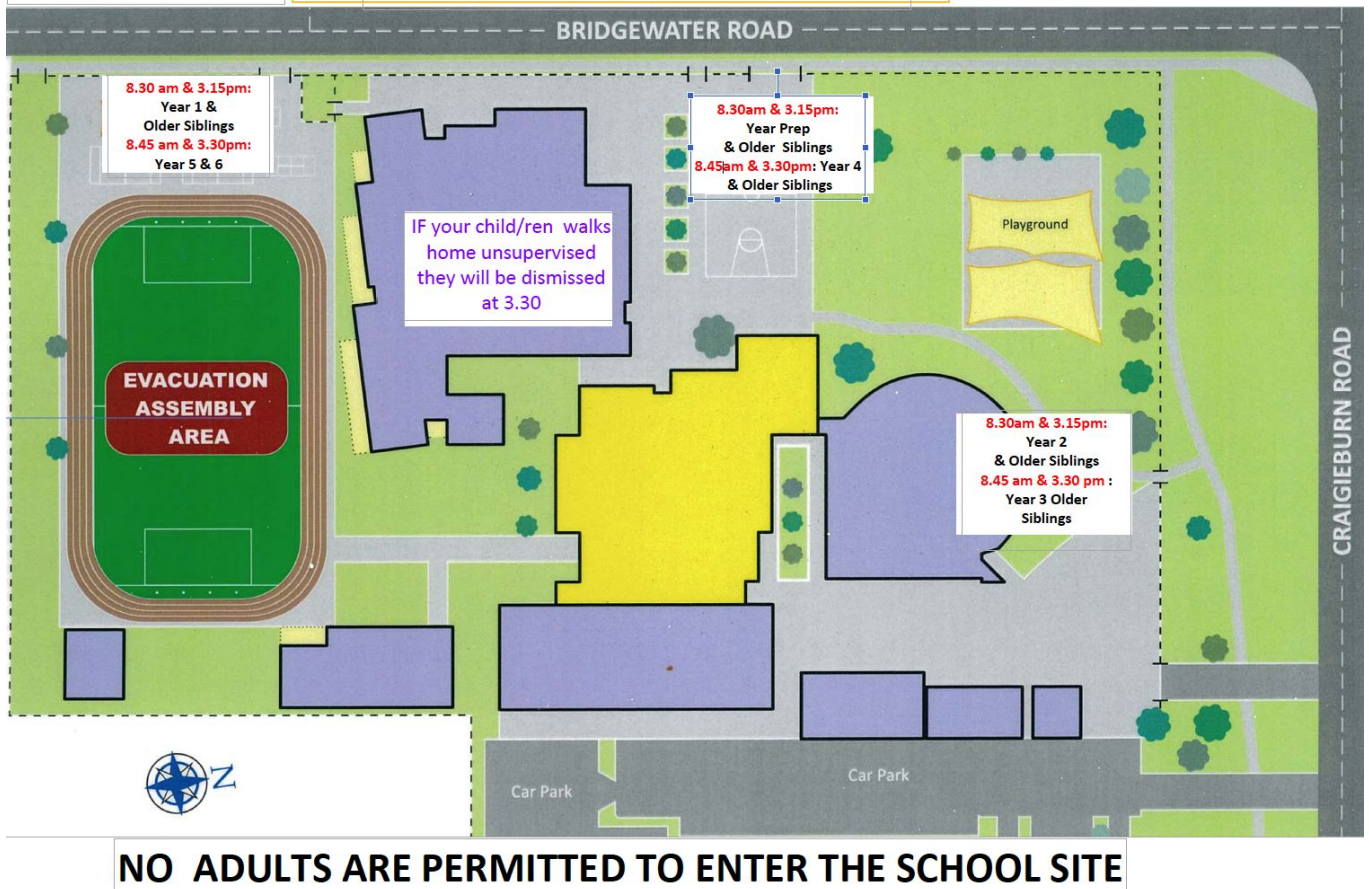 BRIDGEWATER ROAD
8.30 am & 3.15pm:
Year 1 &
Older Siblings
8.45 am & 3.30pm:
Year 5 & 6
8.30am & 3.15pm:
Year Prep
& Older Siblings
8.45am & 3.30pm: Year 4
& Older Siblings
IF your child/ren walks
home unsupervised
they will be dismissed
at 3.30
Playground
EVACUATION
ASSEMBLY
AREA
8.30am & 3.15pm:
Year 2
& Older Siblings
8.45 am & 3.30 pm :
Year 3 Older
Siblings
CRAIGIEBURN ROAD
N
Car Park
Car Park
NO ADULTS ARE PERMITTED TO ENTER THE SCHOOL SITE